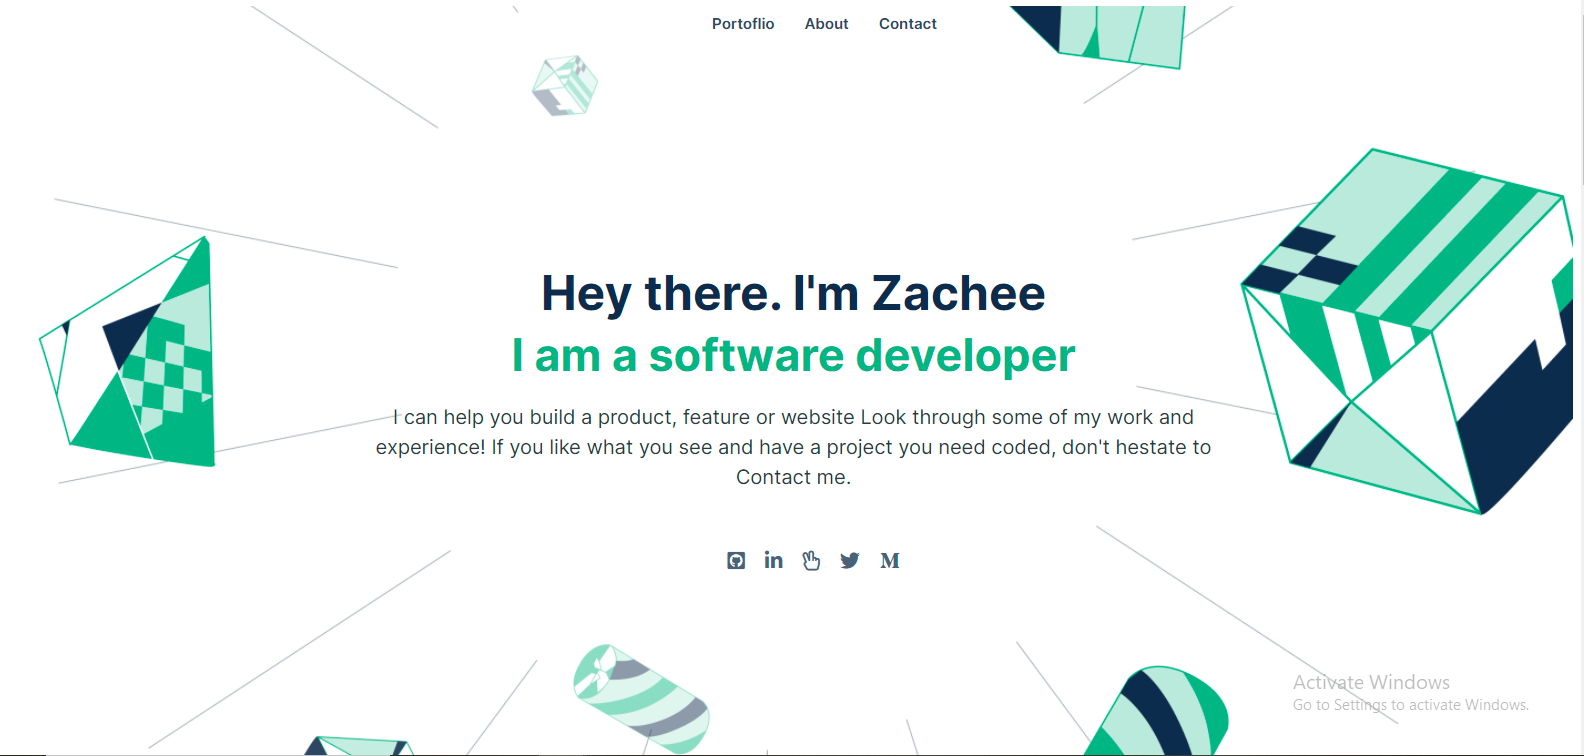 Portoflio About Contact
Hey there. I'm Zachee
I am a software developer
I can help you build a product, feature or website Look through some of my work and
experience! If you like what you see and have a project you need coded, don't hestate to
Contact me.
in M
Activate Windows
Go to Settings to activate Windows.